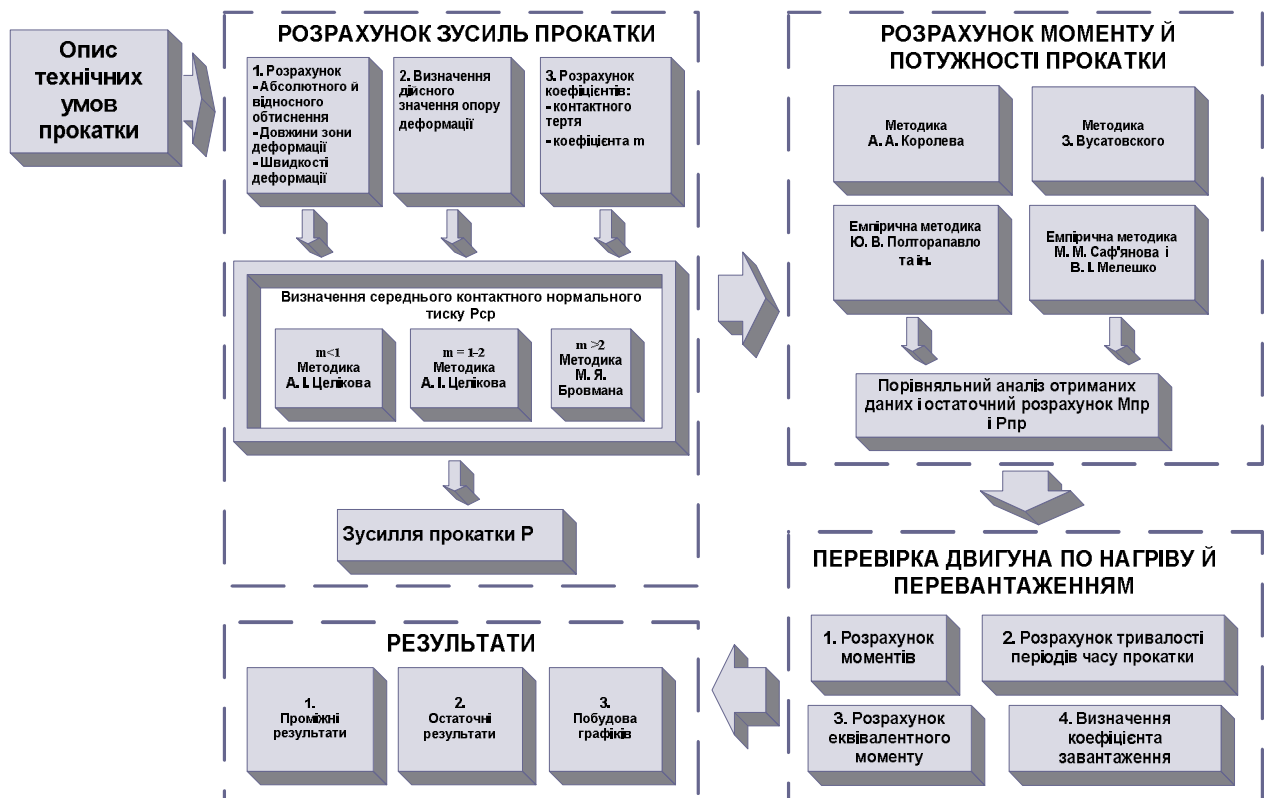 Опис
технічних
умов
прокатки
РОЗРАХУНОК ЗУСИЛЬ ПРОКАТКИ
1. Розрахунок
- Абсолютного й
відносного
обтиснення
- Довжини зони
деформації
- Швидкості
деформації
2. Визначення
дійсного
значення опору
деформації
3. Розрахунок
коефіцієнтів:
- контактного
тертя
- коефіцієнта m
Визначення середнього контактного нормального
тиску Рср
m<1
Методика
А. І. Целікова
m = 1-2
Методика
А. І. Целікова
m >2
Методика
М. Я.
Бровмана
Зусилля прокатки Р
РОЗРАХУНОК МОМЕНТУ Й
ПОТУЖНОСТІ ПРОКАТКИ
Методика
А. А. Королева
Методика
З. Вусатовского
Емпірична методика
Ю. В. Полторапавло
та ін.
Емпірична методика
М. М. Саф'янова і
В. І. Мелешко
Порівняльний аналіз отриманих
даних і остаточний розрахунок Мпр
і Рпр
ПЕРЕВІРКА ДВИГУНА ПО НАГРІВУ Й
ПЕРЕВАНТАЖЕННЯМ
1. Розрахунок
моментів
2. Розрахунок тривалості
періодів часу прокатки
3. Розрахунок
еквівалентного
моменту
4. Визначення
коефіцієнта
завантаження
РЕЗУЛЬТАТИ
1.
Проміжні
результати
2.
Остаточні
результати
3.
Побудова
графіків